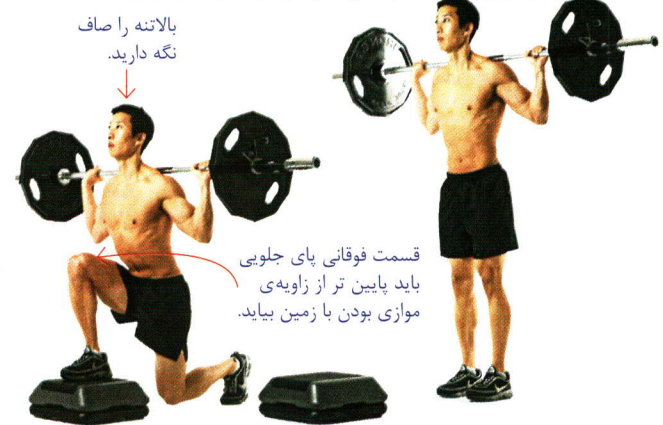 بالاتنه را صاف
نگه دارید.
قسمت فوقانی پای جلویی
باید پایین تر از زاویه‌ی
موازی بودن با زمین بیاید.